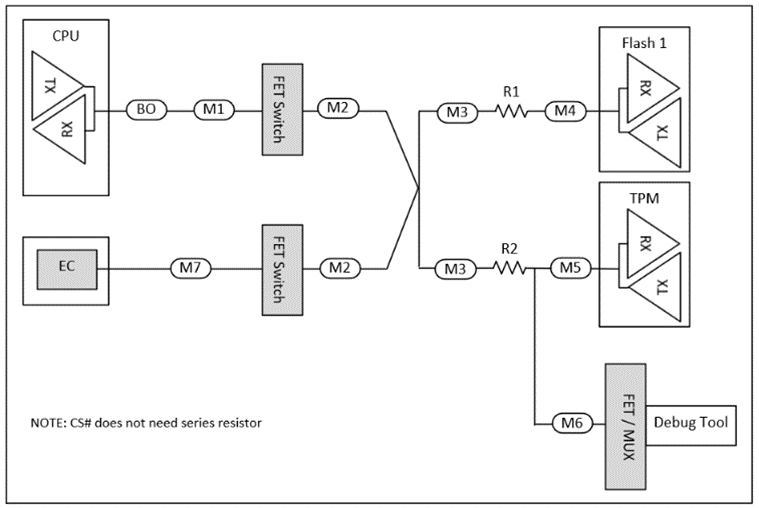 CPU
TX
RX
BO
M1
FET Switch
M2
M3
R1
M4
Flash 1
RX
TX
EC
M7
FET Switch
M2
M3
R2
M5
TPM
RX
TX
M6
FET / MUX
Debug Tool
NOTE: CS# does not need series resistor